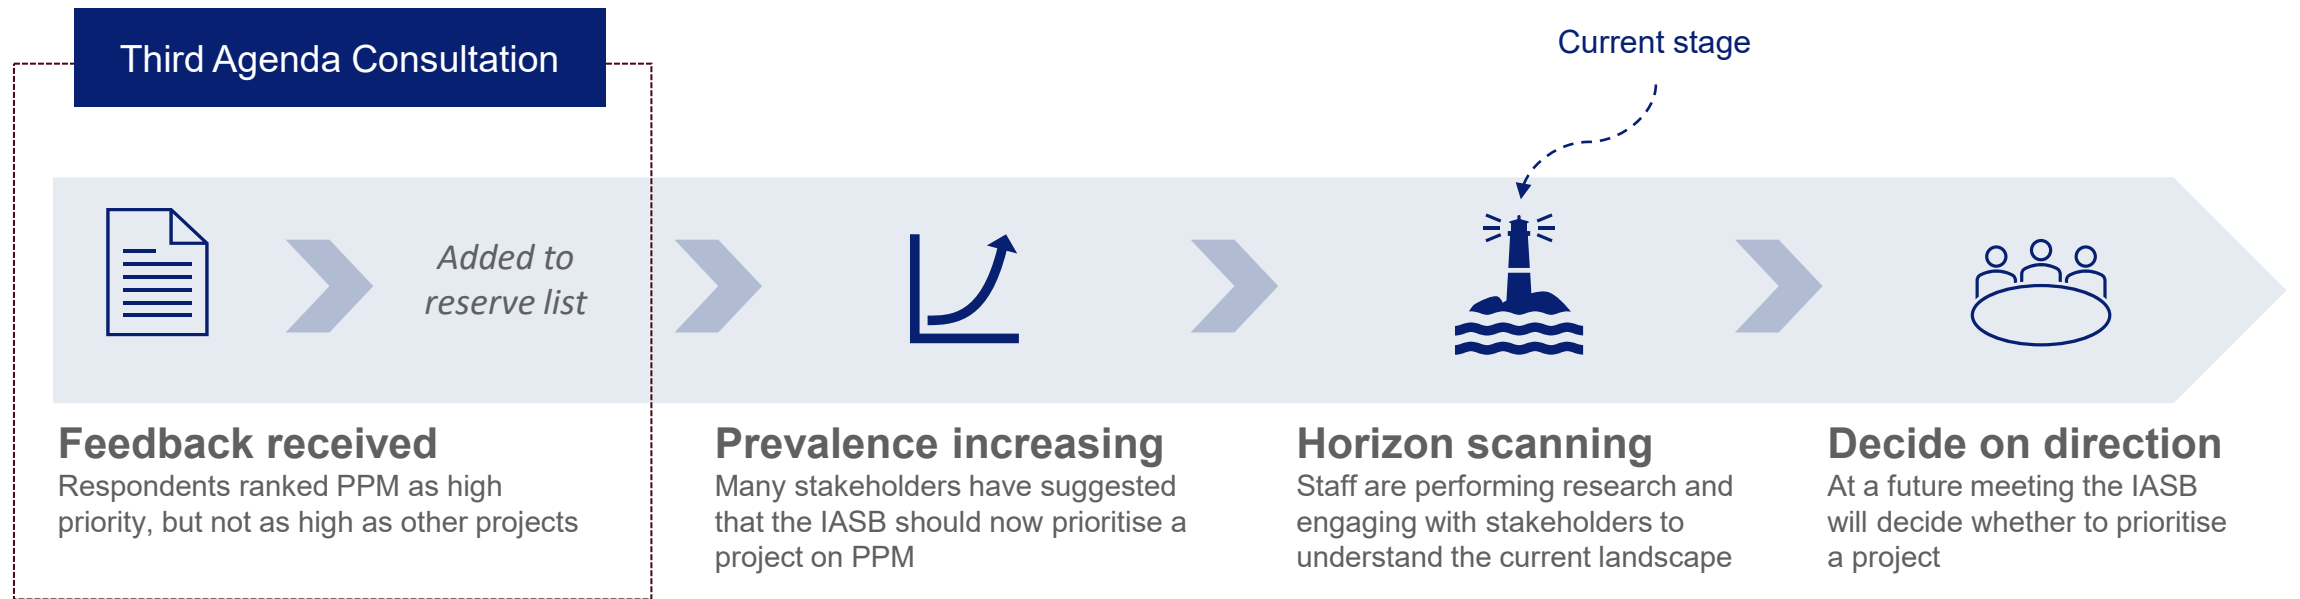 Third Agenda Consultation
Current stage
Added to
reserve list
Feedback received
Respondents ranked PPM as high
priority, but not as high as other projects
Prevalence increasing
Many stakeholders have suggested
that the IASB should now prioritise a
project on PPM
Horizon scanning
Staff are performing research and
engaging with stakeholders to
understand the current landscape
Decide on direction
At a future meeting the IASB
will decide whether to prioritise
a project